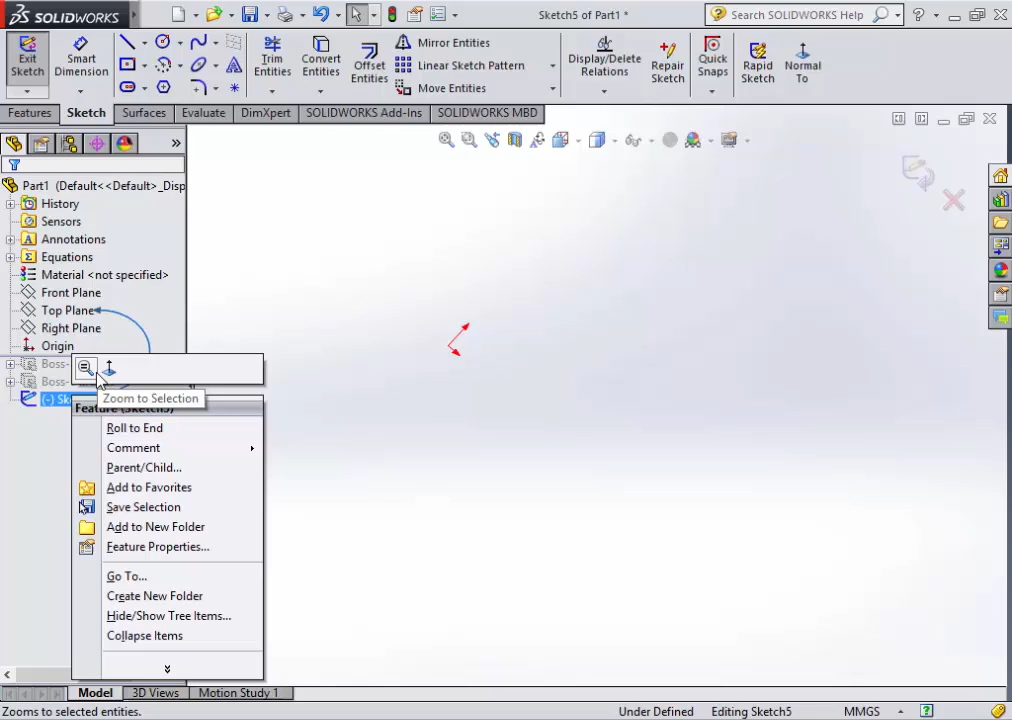 SOLIDWORKS
Sketch5 of Part1 *
Search SOLIDWORKS Help
Exit Sketch
Smart Dimension
Trim Entities
Convert Entities
Offset Entities
Mirror Entities
Linear Sketch Pattern
Move Entities
Display/Delete Relations
Repair Sketch
Quick Snaps
Rapid Sketch
Normal To
Features
Sketch
Surfaces
Evaluate
DimXpert
SOLIDWORKS Add-Ins
SOLIDWORKS MBD
Part1 (Default<<Default>_Disp
History
Sensors
Annotations
Equations
Material <not specified>
Front Plane
Top Plane
Right Plane
Origin
Boss-
Boss-
(-) Sk
Zoom to Selection
Feature (Sketch5)
Roll to End
Comment
Parent/Child...
Add to Favorites
Save Selection
Add to New Folder
Feature Properties...
Go To...
Create New Folder
Hide/Show Tree Items...
Collapse Items
Model
3D Views
Motion Study 1
Zooms to selected entities.
Under Defined
Editing Sketch5
MMGS